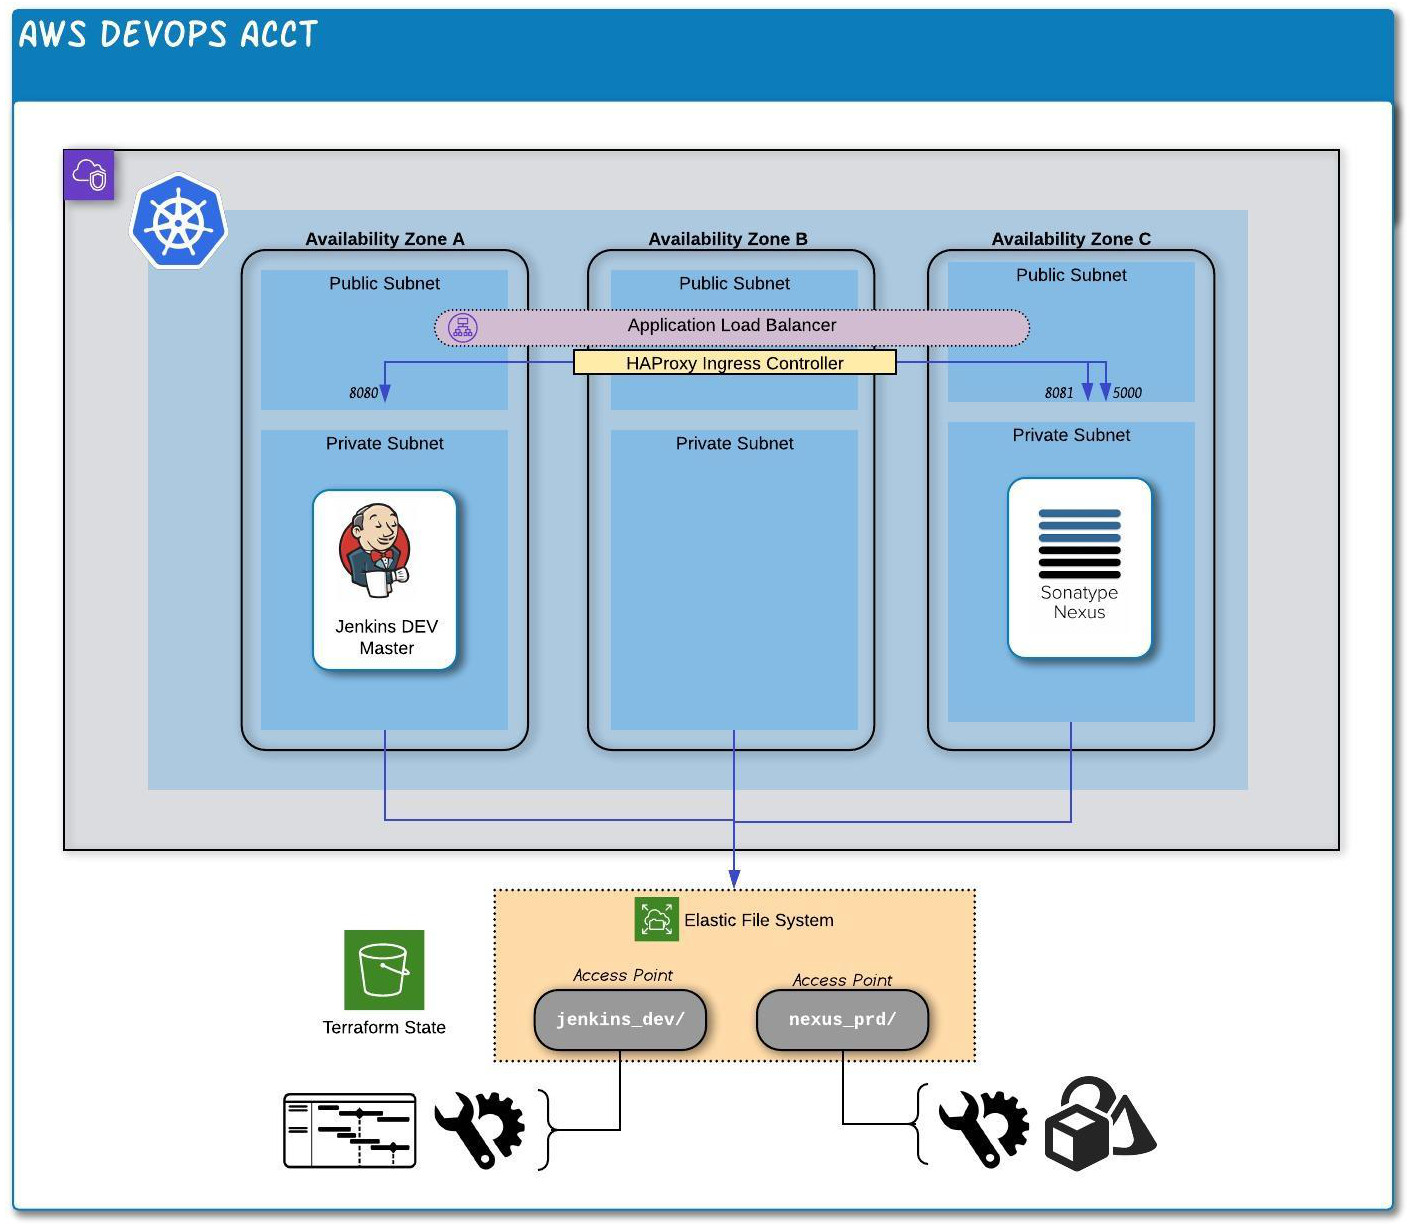 AWS DEVOPS ACCT
Availability Zone A
Availability Zone B
Availability Zone C
Public Subnet
Public Subnet
Public Subnet
Application Load Balancer
HAProxy Ingress Controller
8080
8081
5000
Private Subnet
Private Subnet
Private Subnet
Jenkins DEV
Master
Sonatype
Nexus
Elastic File System
Access Point
Access Point
jenkins_dev/
nexus_prd/
Terraform State